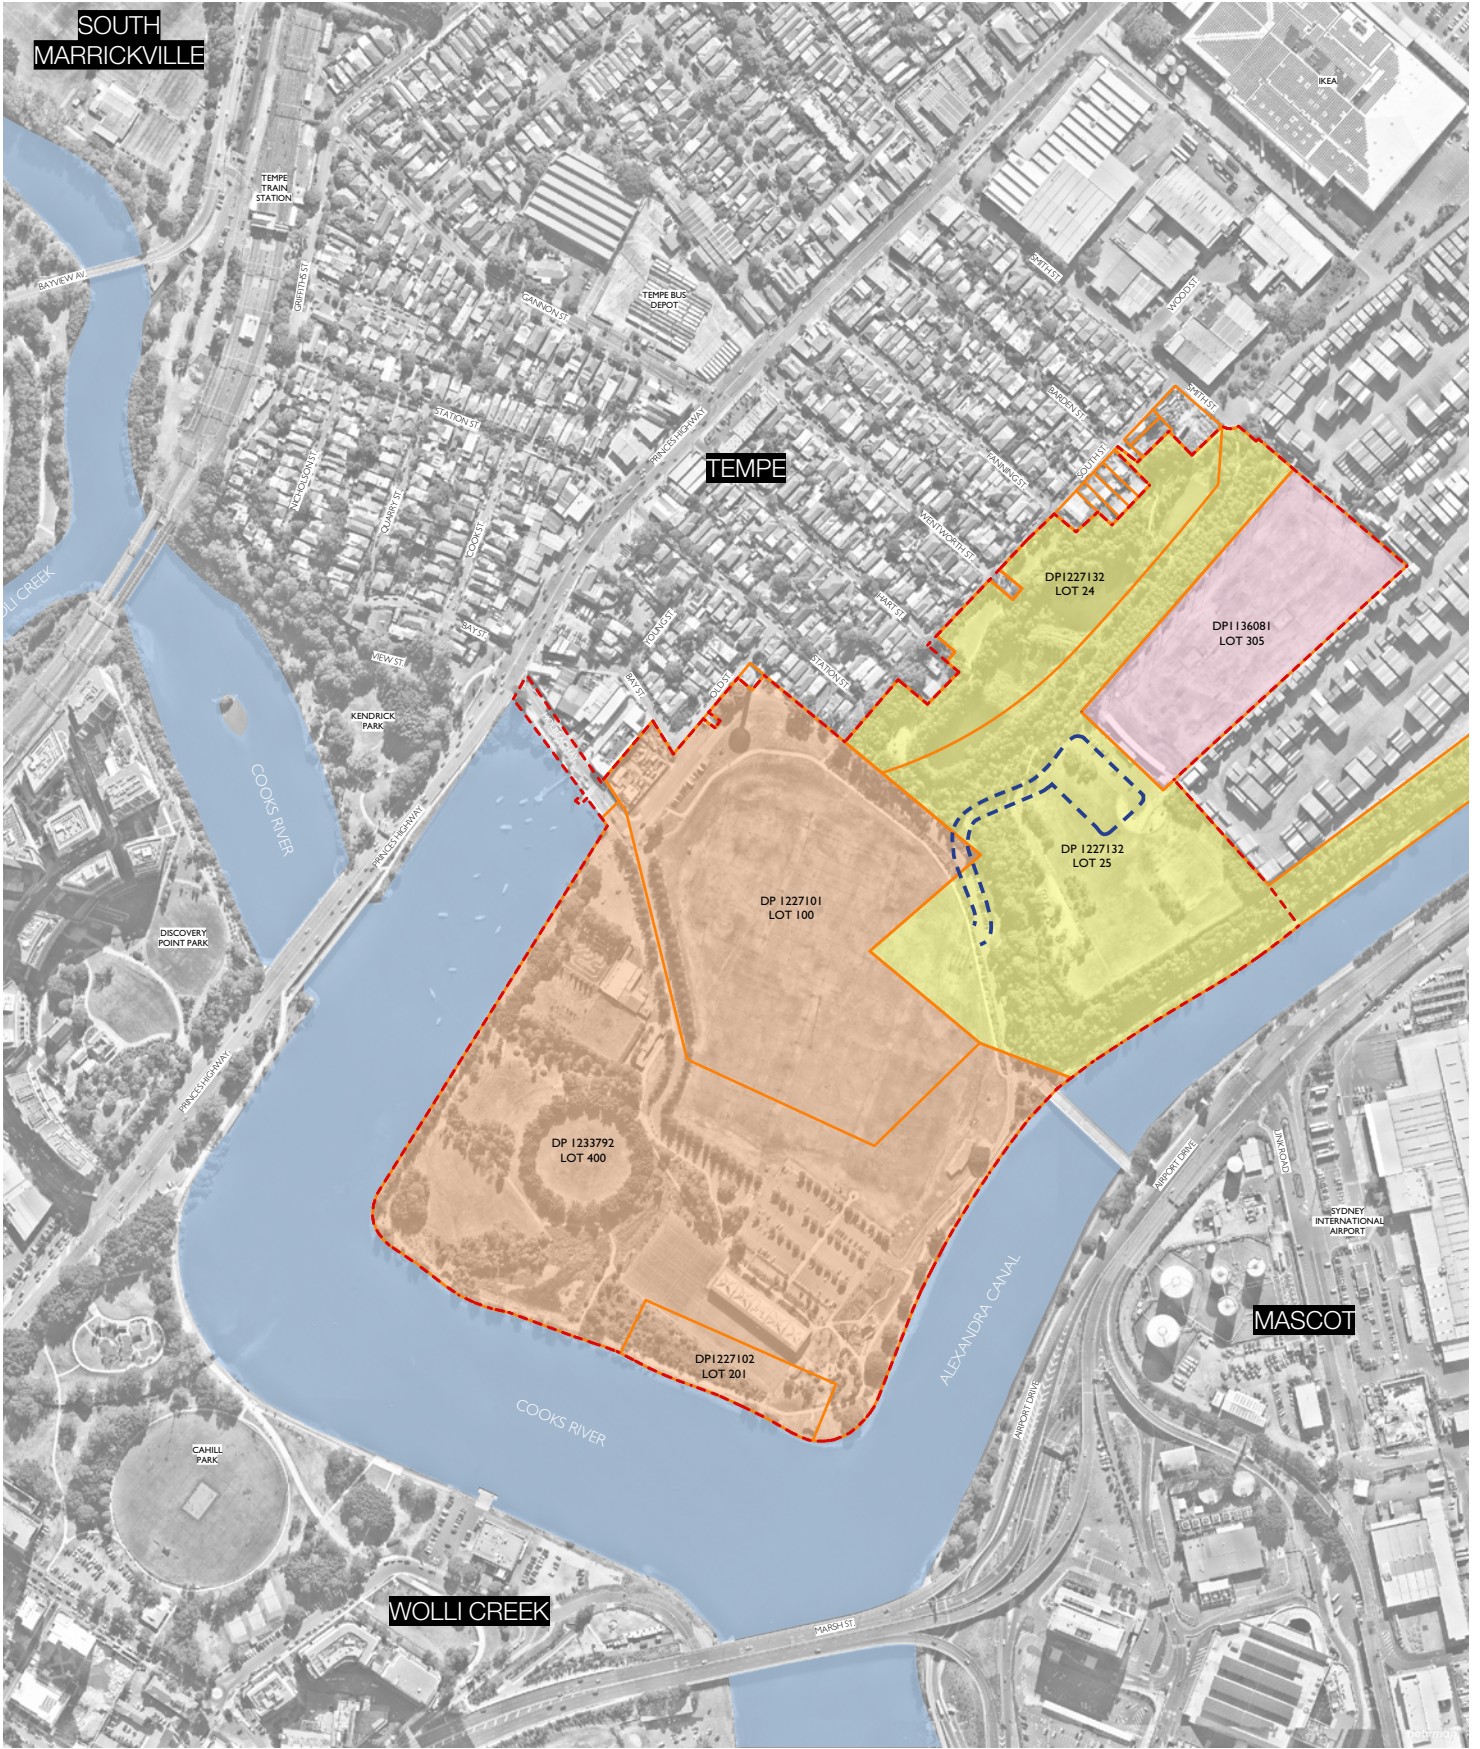 SOUTH
MARRICKVILLE
IKEA
TEMPE
TRAIN
STATION
BAYVIEW AV.
GRIFFITHS ST.
GANNON ST.
TEMPE BUS
DEPOT
SMITH ST.
WOOD ST.
STATION ST.
PRINCES HIGHWAY
BARDEN ST.
SMITH ST.
NICHOLSON ST.
QUARRY ST.
COOK ST.
TEMPE
FANNING ST.
SOUTH ST.
WENTWORTH ST.
DP1227132
LOT 24
HART ST.
DP1136081
LOT 305
BAY ST.
YOUNG ST.
VIEW ST.
STATION ST.
BAY ST.
OLD ST.
KENDRICK
PARK
COOKS RIVER
PRINCES HIGHWAY
DP 1227132
LOT 25
DP 1227101
LOT 100
DISCOVERY
POINT PARK
PRINCES HIGHWAY
DP 1233792
LOT 400
AIRPORT DRIVE
LINK ROAD
SYDNEY
INTERNATIONAL
AIRPORT
ALEXANDRA CANAL
MASCOT
DP1227102
LOT 201
COOKS RIVER
AIRPORT DRIVE
CAHILL
PARK
WOLLI CREEK
MARSH ST.